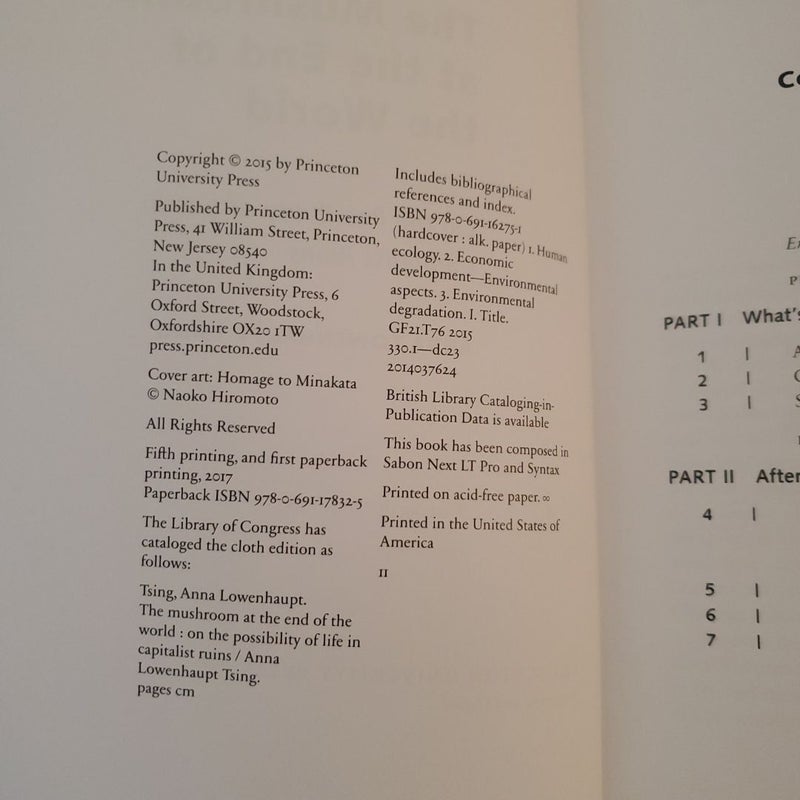 Copyright © 2015 by Princeton
University Press
Published by Princeton University
Press, 41 William Street, Princeton,
New Jersey 08540
In the United Kingdom:
Princeton University Press, 6
Oxford Street, Woodstock,
Oxfordshire OX20 1TW
press.princeton.edu
Cover art: Homage to Minakata
© Naoko Hiromoto
All Rights Reserved
Fifth printing, and first paperback
printing, 2017
Paperback ISBN 978-0-691-17832-5
The Library of Congress has
cataloged the cloth edition as
follows:
Tsing, Anna Lowenhaupt.
The mushroom at the end of the
world : on the possibility of life in
capitalist ruins / Anna
Lowenhaupt Tsing.
pages cm
Includes bibliographical
references and index.
ISBN 978-0-691-16275-1
(hardcover : alk. paper) 1. Human
ecology. 2. Economic
development—Environmental
aspects. 3. Environmental
degradation. I. Title.
GF21.T76 2015
330.1—dc23
2014037624
British Library Cataloging-in-
Publication Data is available
This book has been composed in
Sabon Next LT Pro and Syntax
Printed on acid-free paper. ∞
Printed in the United States of
America
11
PART I What's
1 |
2 |
3 |
PART II After
4 |
5 |
6 |
7 |